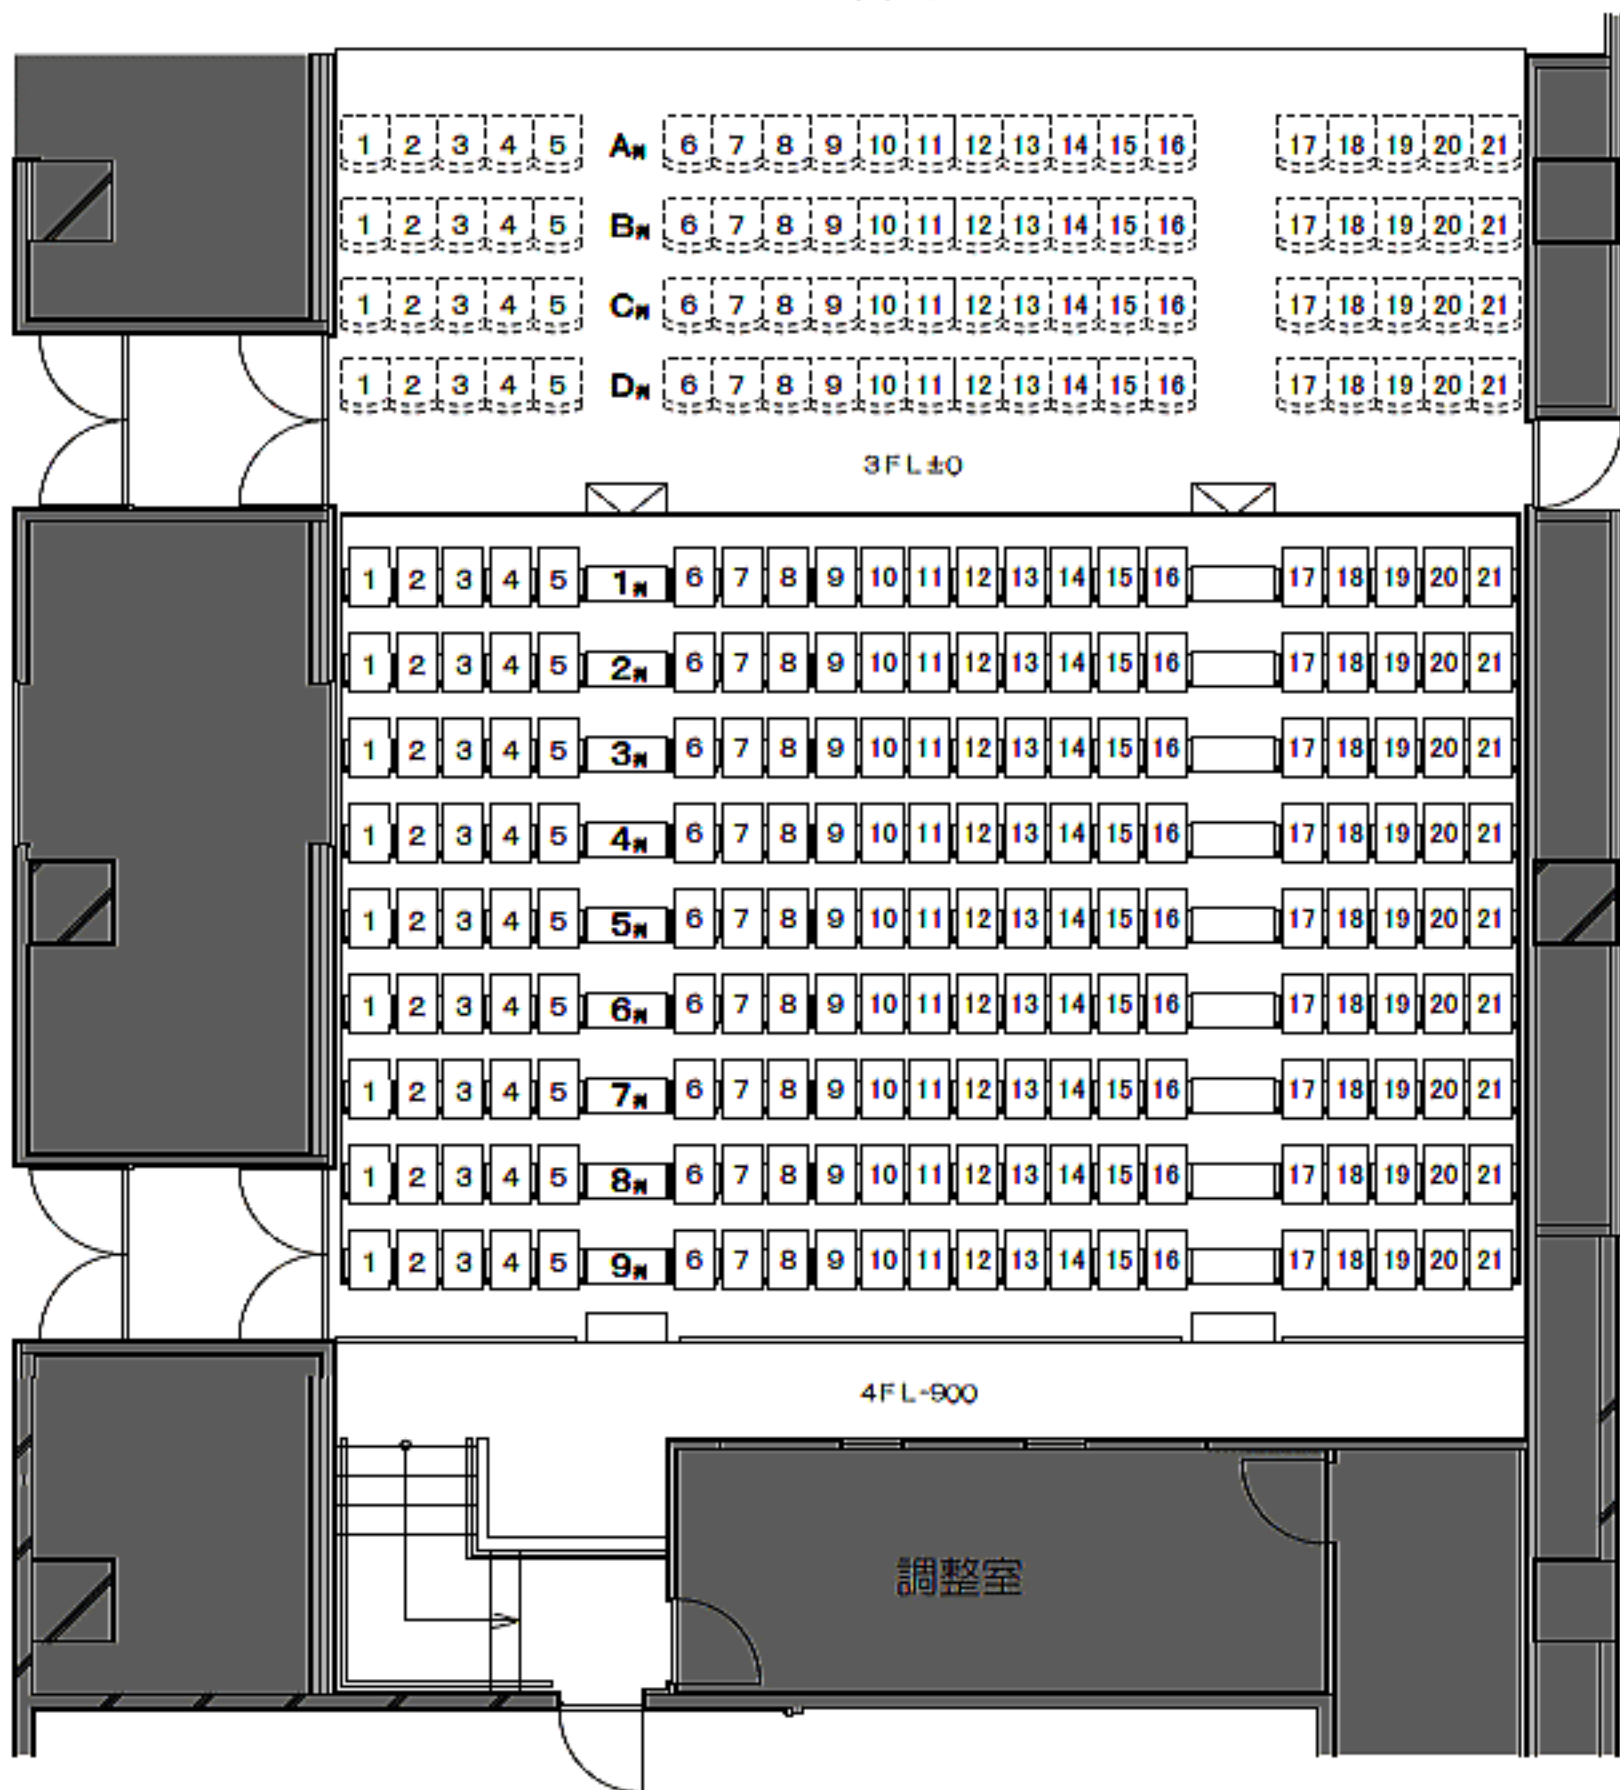 1 2 3 4 5 A列 6 7 8 9 10 11 12 13 14 15 16 17 18 19 20 21
1 2 3 4 5 B列 6 7 8 9 10 11 12 13 14 15 16 17 18 19 20 21
1 2 3 4 5 C列 6 7 8 9 10 11 12 13 14 15 16 17 18 19 20 21
1 2 3 4 5 D列 6 7 8 9 10 11 12 13 14 15 16 17 18 19 20 21
3FL±0
1 2 3 4 5 1列 6 7 8 9 10 11 12 13 14 15 16 17 18 19 20 21
1 2 3 4 5 2列 6 7 8 9 10 11 12 13 14 15 16 17 18 19 20 21
1 2 3 4 5 3列 6 7 8 9 10 11 12 13 14 15 16 17 18 19 20 21
1 2 3 4 5 4列 6 7 8 9 10 11 12 13 14 15 16 17 18 19 20 21
1 2 3 4 5 5列 6 7 8 9 10 11 12 13 14 15 16 17 18 19 20 21
1 2 3 4 5 6列 6 7 8 9 10 11 12 13 14 15 16 17 18 19 20 21
1 2 3 4 5 7列 6 7 8 9 10 11 12 13 14 15 16 17 18 19 20 21
1 2 3 4 5 8列 6 7 8 9 10 11 12 13 14 15 16 17 18 19 20 21
1 2 3 4 5 9列 6 7 8 9 10 11 12 13 14 15 16 17 18 19 20 21
4FL-900
調整室